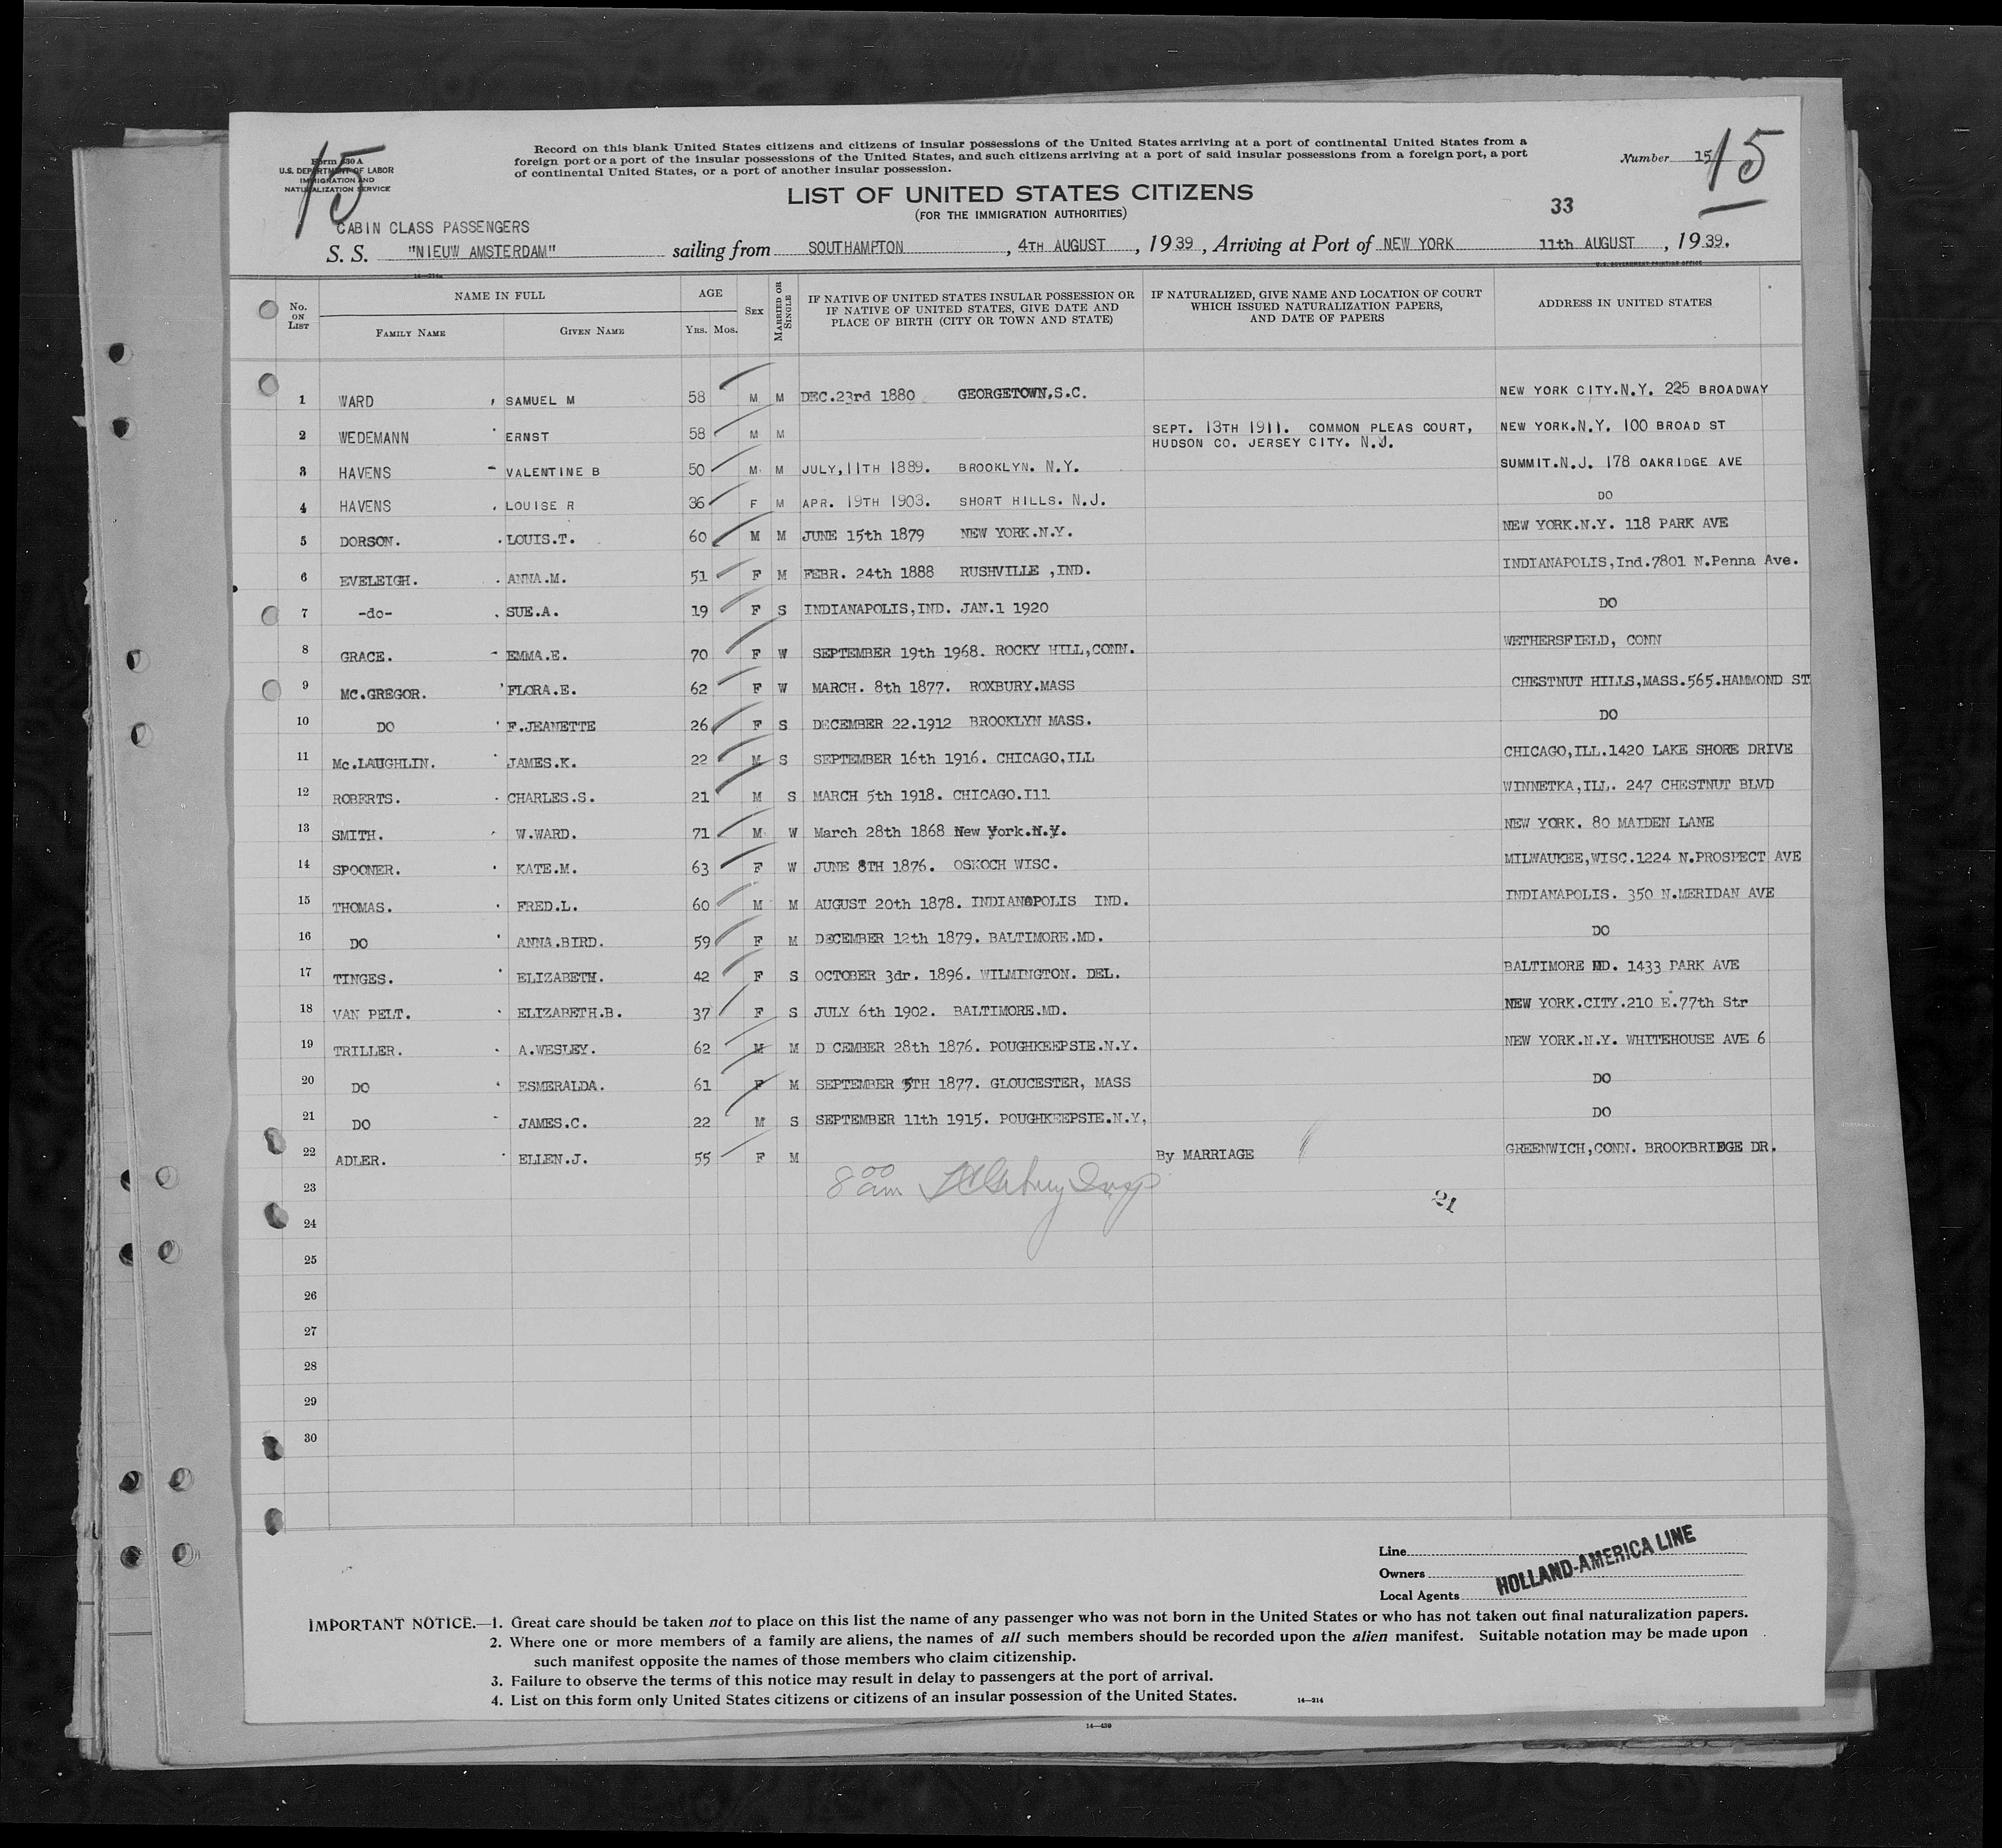 Form 630 A
U.S. DEPARTMENT OF LABOR
IMMIGRATION AND
NATURALIZATION SERVICE
15
Record on this blank United States citizens and citizens of insular possessions of the United States arriving at a port of continental United States from a
foreign port or a port of the insular possessions of the United States, and such citizens arriving at a port of said insular possessions from a foreign port, a port
of continental United States, or a port of another insular possession.
Number 15
15
LIST OF UNITED STATES CITIZENS
(FOR THE IMMIGRATION AUTHORITIES)
33
CABIN CLASS PASSENGERS
S. S. "NIEUW AMSTERDAM" sailing from SOUTHAMPTON, 4TH AUGUST, 1939, Arriving at Port of NEW YORK 11th AUGUST, 1939.
14—214a U.S. GOVERNMENT PRINTING OFFICE
No. ON LIST NAME IN FULL FAMILY NAME GIVEN NAME AGE YRS. MOS. SEX MARRIED OR SINGLE IF NATIVE OF UNITED STATES INSULAR POSSESSION OR IF NATIVE OF UNITED STATES, GIVE DATE AND PLACE OF BIRTH (CITY OR TOWN AND STATE) IF NATURALIZED, GIVE NAME AND LOCATION OF COURT WHICH ISSUED NATURALIZATION PAPERS, AND DATE OF PAPERS ADDRESS IN UNITED STATES
1 WARD SAMUEL M 58 M M DEC.23rd 1880 GEORGETOWN.S.C. NEW YORK CITY.N.Y. 225 BROADWAY
2 WEDEMANN ERNST 58 M M SEPT. 13TH 1911. COMMON PLEAS COURT, NEW YORK.N.Y. 100 BROAD ST
HUDSON CO. JERSEY CITY. N.J.
3 HAVENS VALENTINE B 50 M M JULY,11TH 1889. BROOKLYN. N.Y. SUMMIT.N.J. 178 OAKRIDGE AVE
4 HAVENS LOUISE R 36 F M APR. 19TH 1903. SHORT HILLS. N.J. DO
5 DORSON. LOUIS.T. 60 M M JUNE 15th 1879 NEW YORK.N.Y. NEW YORK.N.Y. 118 PARK AVE
6 EVELEIGH. ANNA.M. 51 F M FEBR. 24th 1888 RUSHVILLE ,IND. INDIANAPOLIS,Ind.7801 N.Penna Ave.
7 -do- SUE.A. 19 F S INDIANAPOLIS,IND. JAN.1 1920 DO
8 GRACE. EMMA.E. 70 F W SEPTEMBER 19th 1968. ROCKY HILL,CONN. WETHERSFIELD, CONN
9 Mc.GREGOR. FLORA.E. 62 F W MARCH. 8th 1877. ROXBURY.MASS CHESTNUT HILLS,MASS.565.HAMMOND ST
10 DO F.JEANETTE 26 F S DECEMBER 22.1912 BROOKLYN MASS. DO
11 Mc.LAUGHLIN. JAMES.K. 22 M S SEPTEMBER 16th 1916. CHICAGO,ILL CHICAGO,ILL.1420 LAKE SHORE DRIVE
12 ROBERTS. CHARLES.S. 21 M S MARCH 5th 1918. CHICAGO.Ill WINNETKA,ILL. 247 CHESTNUT BLVD
13 SMITH. W.WARD. 71 M W March 28th 1868 New York.N.Y. NEW YORK. 80 MAIDEN LANE
14 SPOONER. KATE.M. 63 F W JUNE 8TH 1876. OSKOCH WISC. MILWAUKEE,WISC.1224 N.PROSPECT AVE
15 THOMAS. FRED.L. 60 M M AUGUST 20th 1878. INDIANAPOLIS IND. INDIANAPOLIS. 350 N.MERIDAN AVE
16 DO ANNA.BIRD. 59 F M DECEMBER 12th 1879. BALTIMORE.MD. DO
17 TINGES. ELIZABETH. 42 F S OCTOBER 3dr. 1896. WILMINGTON. DEL. BALTIMORE MD. 1433 PARK AVE
18 VAN PELT. ELIZABETH.B. 37 F S JULY 6th 1902. BALTIMORE.MD. NEW YORK.CITY.210 E.77th Str
19 TRILLER. A.WESLEY. 62 M M DECEMBER 28th 1876. POUGHKEEPSIE.N.Y. NEW YORK.N.Y. WHITEHOUSE AVE 6
20 DO ESMERALDA. 61 F M SEPTEMBER 5TH 1877. GLOUCESTER, MASS DO
21 DO JAMES.C. 22 M S SEPTEMBER 11th 1915. POUGHKEEPSIE.N.Y, DO
22 ADLER. ELLEN.J. 55 F M By MARRIAGE GREENWICH,CONN. BROOKBRIDGE DR.
23 8 00 am
21
24
25
26
27
28
29
30
Line
Owners
Local Agents
HOLLAND-AMERICA LINE
IMPORTANT NOTICE.—1. Great care should be taken not to place on this list the name of any passenger who was not born in the United States or who has not taken out final naturalization papers.
2. Where one or more members of a family are aliens, the names of all such members should be recorded upon the alien manifest. Suitable notation may be made upon
such manifest opposite the names of those members who claim citizenship.
3. Failure to observe the terms of this notice may result in delay to passengers at the port of arrival.
4. List on this form only United States citizens or citizens of an insular possession of the United States. 14—214
14—439